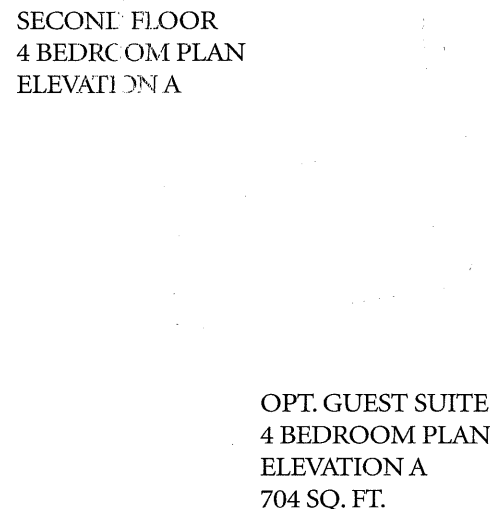 SECOND FLOOR
4 BEDROOM PLAN
ELEVATION A
OPT. GUEST SUITE
4 BEDROOM PLAN
ELEVATION A
704 SQ. FT.